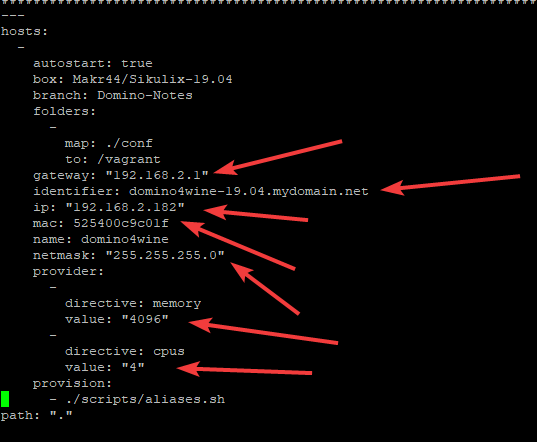 ---
hosts:
  -
    autostart: true
    box: Makr44/Sikulix-19.04
    branch: Domino-Notes
    folders:
      -
        map: ./conf
        to: /vagrant
    gateway: "192.168.2.1"
    identifier: domino4wine-19.04.mydomain.net
    ip: "192.168.2.182"
    mac: 525400c9c01f
    name: domino4wine
    netmask: "255.255.255.0"
    provider:
      -
        directive: memory
        value: "4096"
      -
        directive: cpus
        value: "4"
    provision:
      - ./scripts/aliases.sh
path: "."